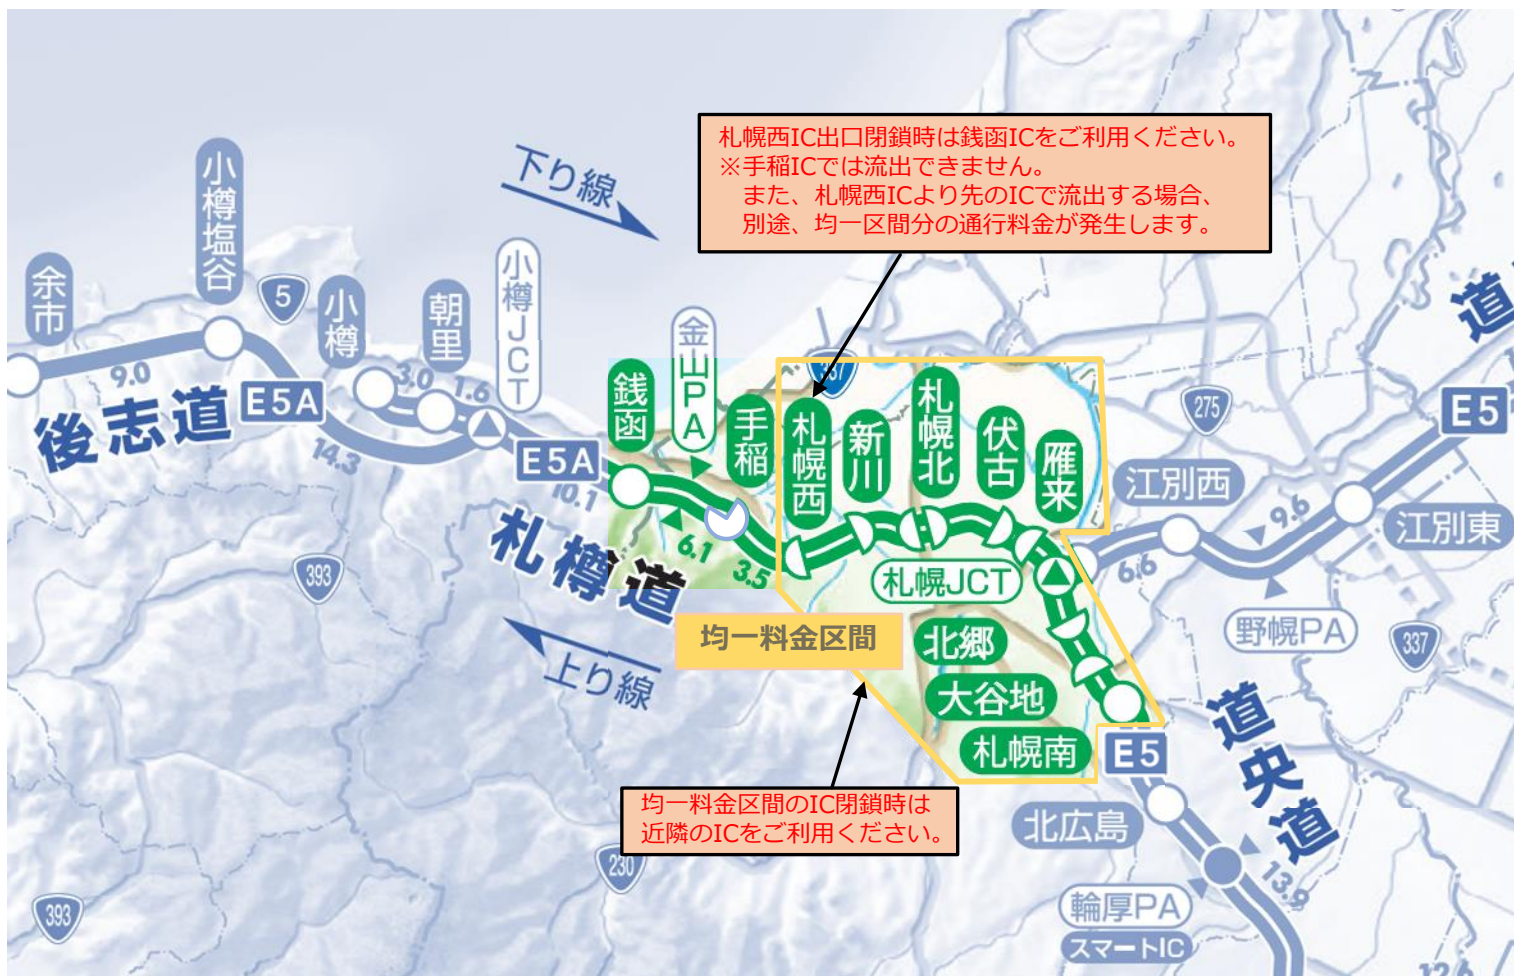 札幌西IC出口閉鎖時は銭函ICをご利用ください。
※手稲ICでは流出できません。
また、札幌西ICより先のICで流出する場合、
別途、均一区間分の通行料金が発生します。
下り線
小樽塩谷
余市
5
小樽
朝里
小樽JCT
金山PA
337
道
9.0
3.0
1.6
E5A
後志道
14.3
銭函
手稲
札幌西
新川
札幌北
伏古
雁来
275
E5
E5A
10.1
江別西
9.6
江別東
札樽道
6.1
3.5
札幌JCT
6.6
393
野幌PA
337
均一料金区間
北郷
上り線
大谷地
札幌南
E5
道央道
均一料金区間のIC閉鎖時は
近隣のICをご利用ください。
北広島
230
13.9
393
輪厚PA
スマートIC